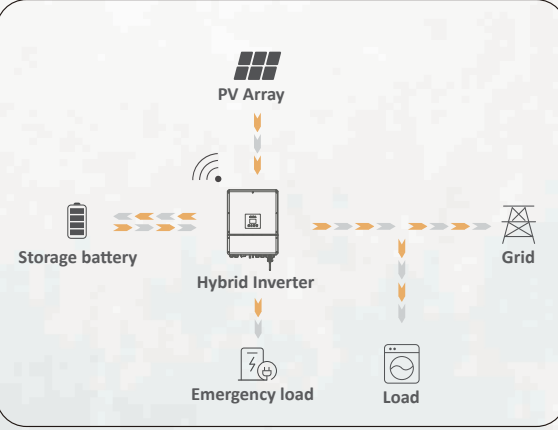 PV Array
Storage battery
Hybrid Inverter
Grid
Emergency load
Load